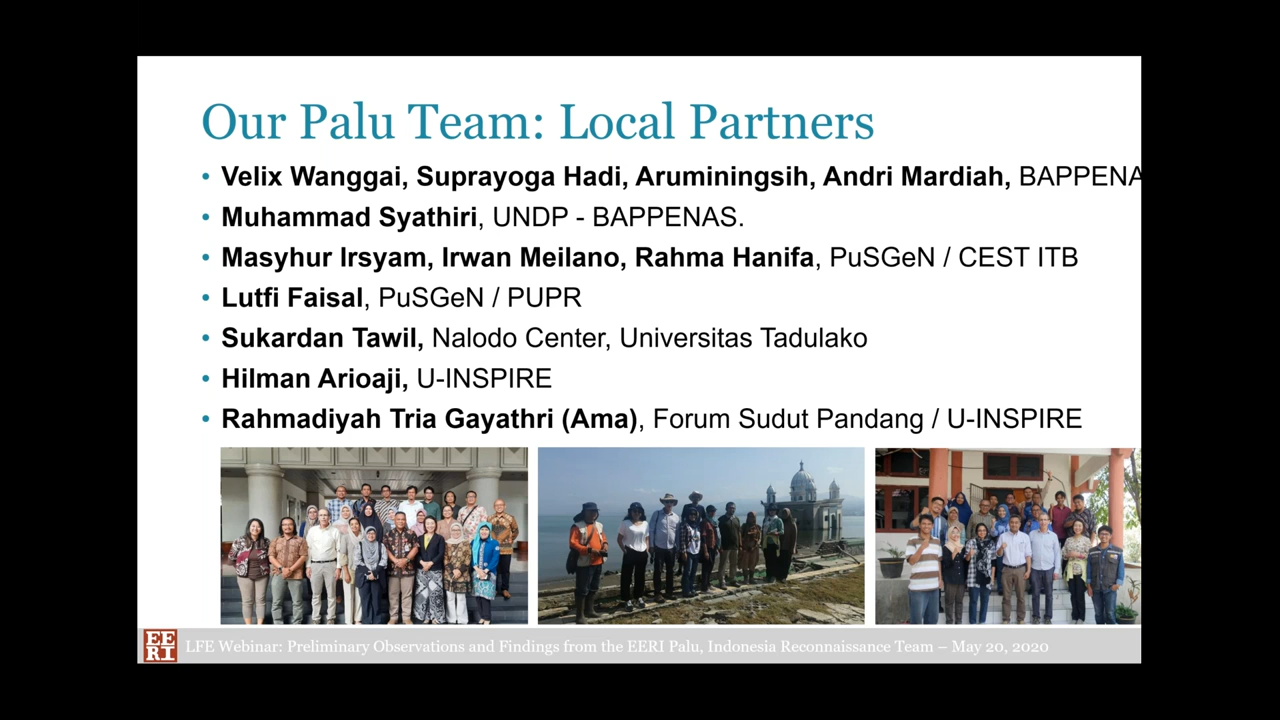 Our Palu Team: Local Partners
• Velix Wanggai, Suprayoga Hadi, Aruminingsih, Andri Mardiah, BAPPENA
• Muhammad Syathiri, UNDP - BAPPENAS.
• Masyhur Irsyam, Irwan Meilano, Rahma Hanifa, PuSGeN / CEST ITB
• Lutfi Faisal, PuSGeN / PUPR
• Sukardan Tawil, Nalodo Center, Universitas Tadulako
• Hilman Arioaji, U-INSPIRE
• Rahmadiyah Tria Gayathri (Ama), Forum Sudut Pandang / U-INSPIRE
EE
RI
LFE Webinar: Preliminary Observations and Findings from the EERI Palu, Indonesia Reconnaissance Team – May 20, 2020